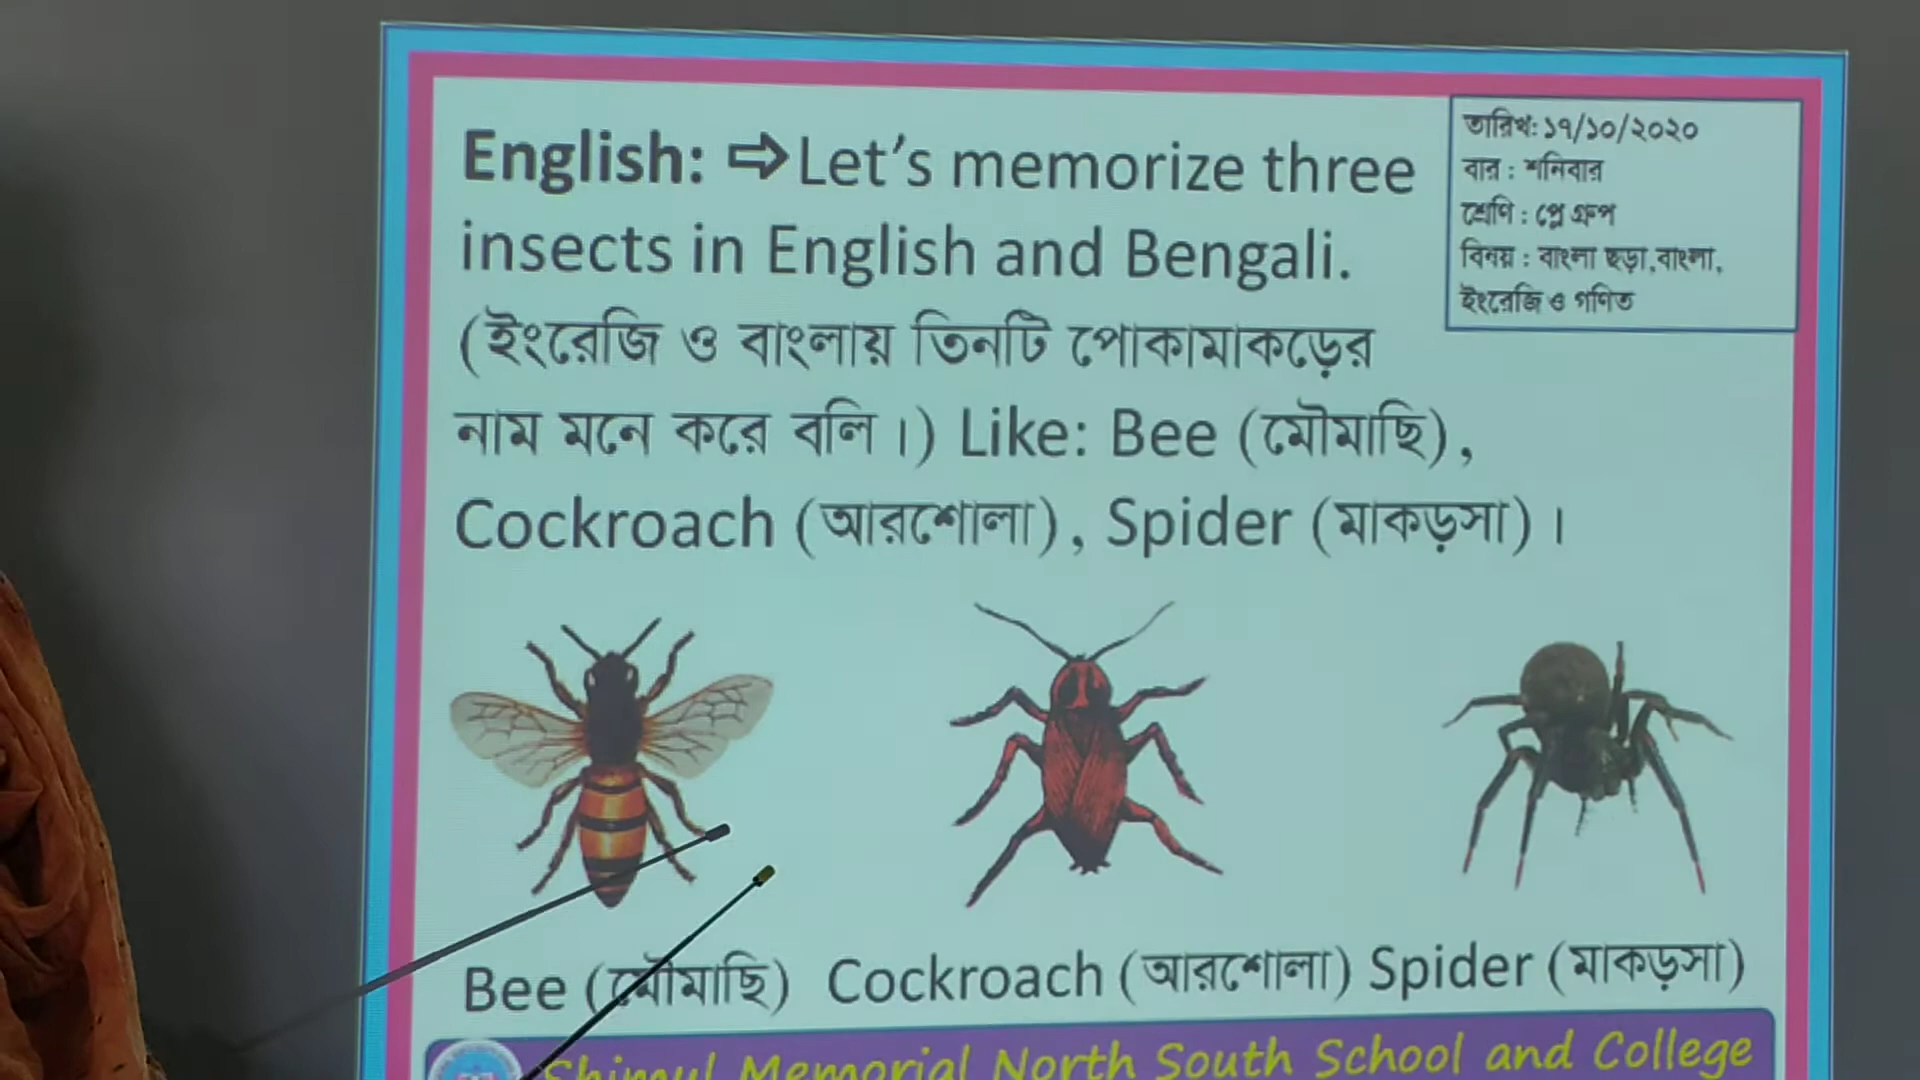 English: ⇨Let's memorize three
insects in English and Bengali.
(ইংরেজি ও বাংলায় তিনটি পোকামাকড়ের
নাম মনে করে বলি।) Like: Bee (মৌমাছি),
Cockroach (আরশোলা), Spider (মাকড়সা)।
তারিখ: ১৭/১০/২০২০
বার : শনিবার
শ্রেণি : প্লে গ্রুপ
বিষয় : বাংলা ছড়া,বাংলা,
ইংরেজি ও গণিত
Bee (মৌমাছি) Cockroach (আরশোলা) Spider (মাকড়সা)
Shimul Memorial North South School and College